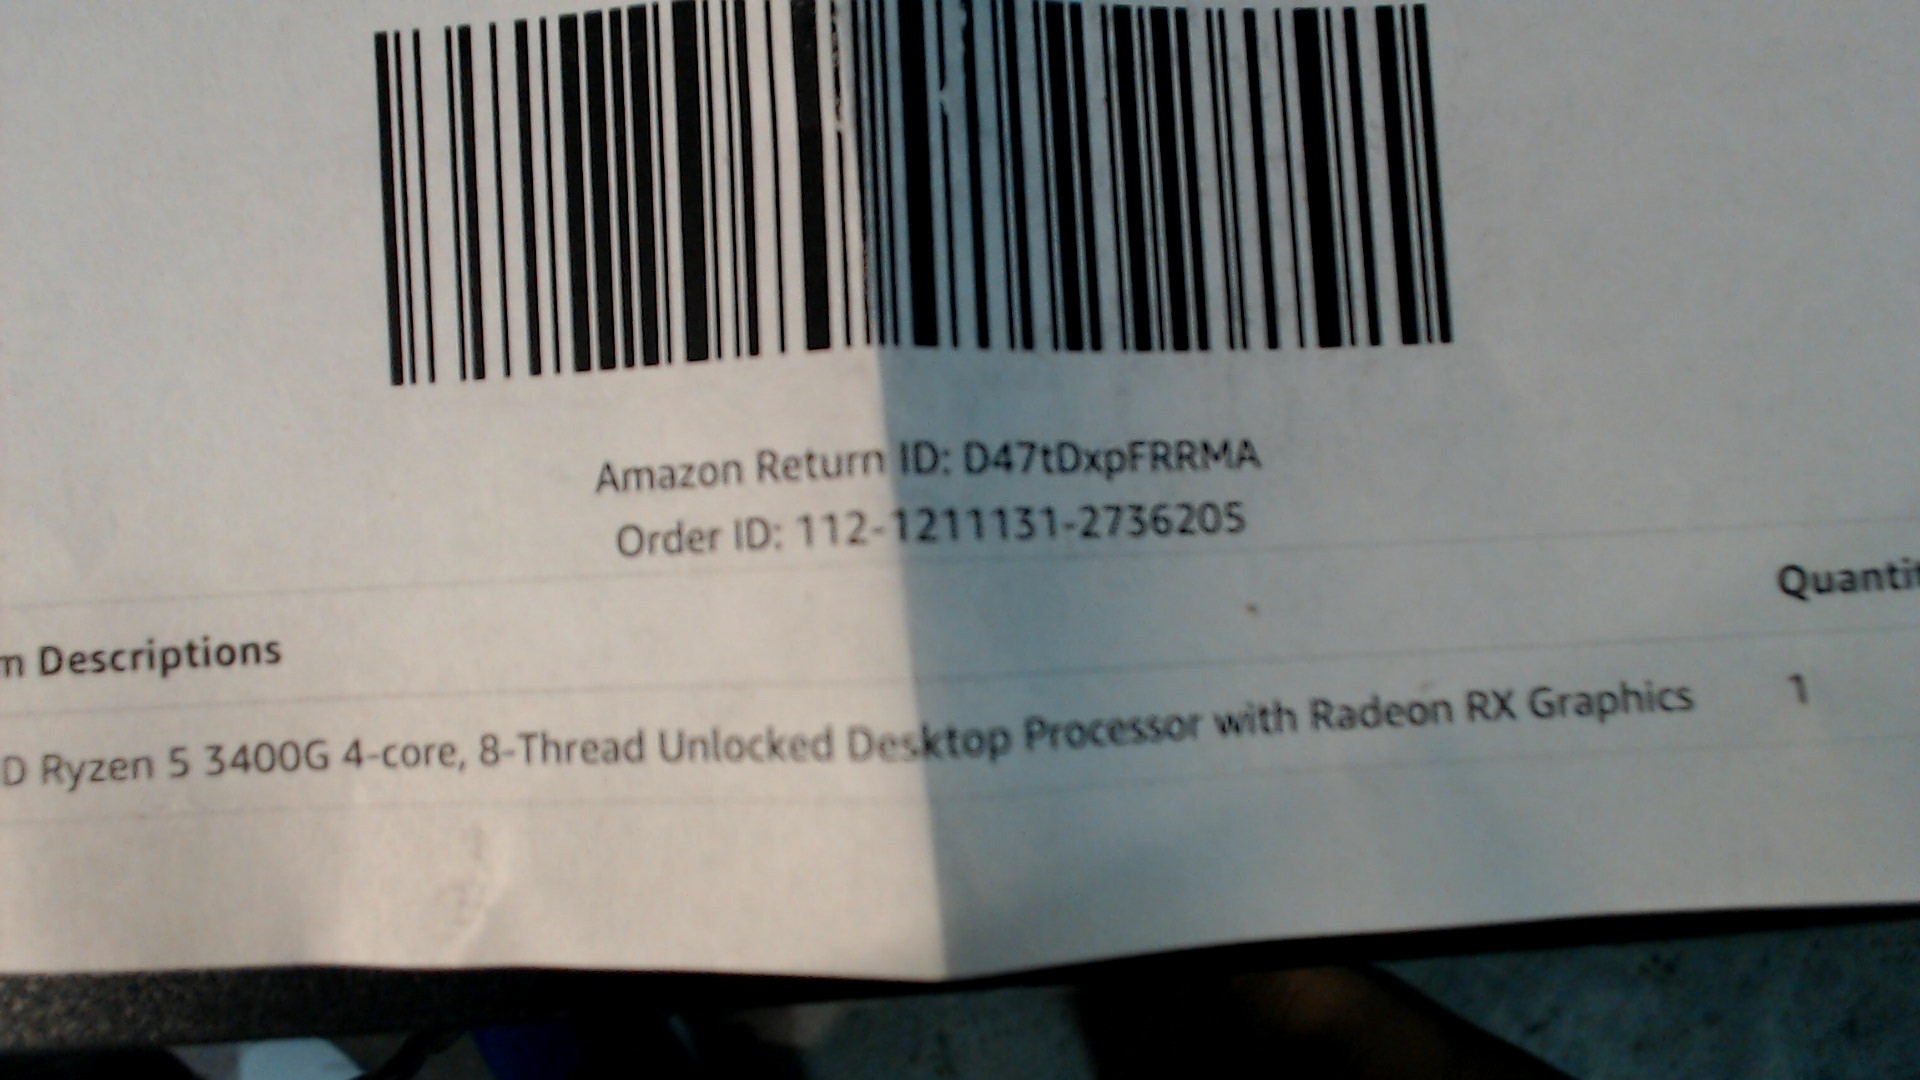 Amazon Return ID: D47tDxpFRRMA
Order ID: 112-1211131-2736205
m Descriptions
Quantit
D Ryzen 5 3400G 4-core, 8-Thread Unlocked Desktop Processor with Radeon RX Graphics
1